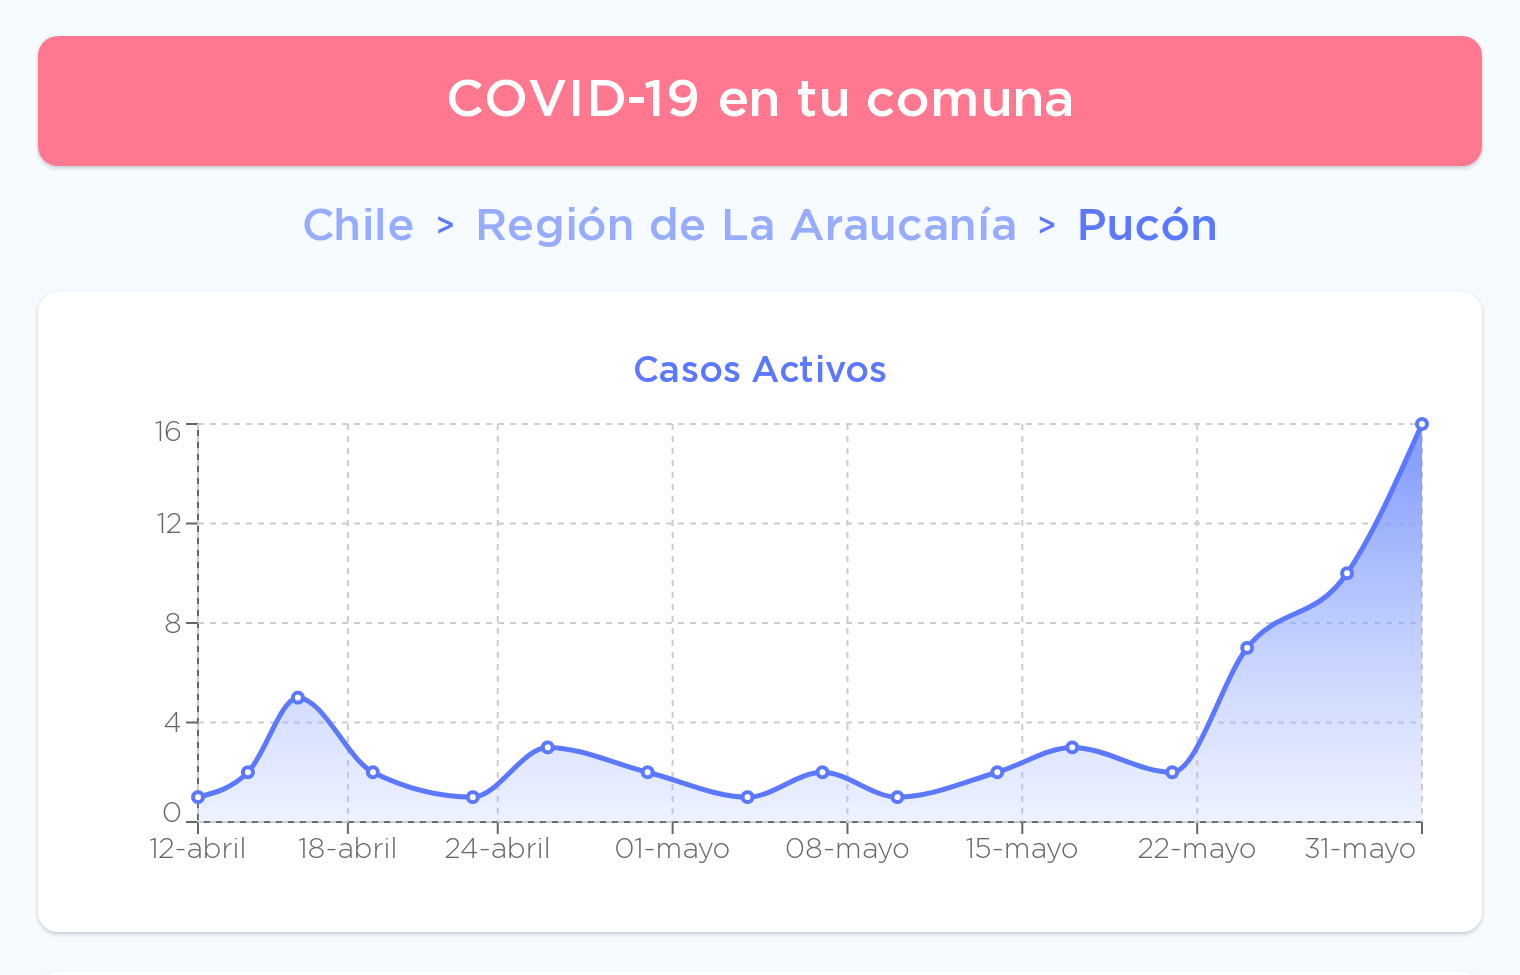 COVID-19 en tu comuna
Chile > Región de La Araucanía > Pucón
Casos Activos
16
12
8
4
0
12-abril 18-abril 24-abril 01-mayo 08-mayo 15-mayo 22-mayo 31-mayo